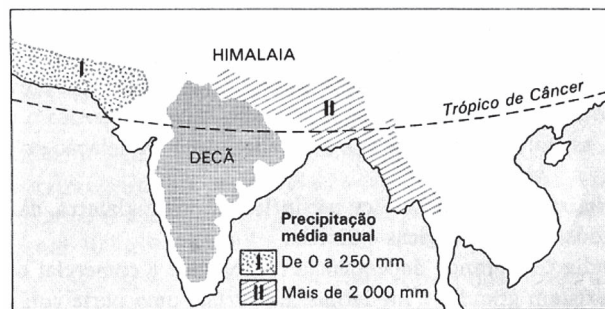 HIMALAIA
I
II
Trópico de Câncer
DECÃ
Precipitação
média anual
I De 0 a 250 mm
II Mais de 2 000 mm